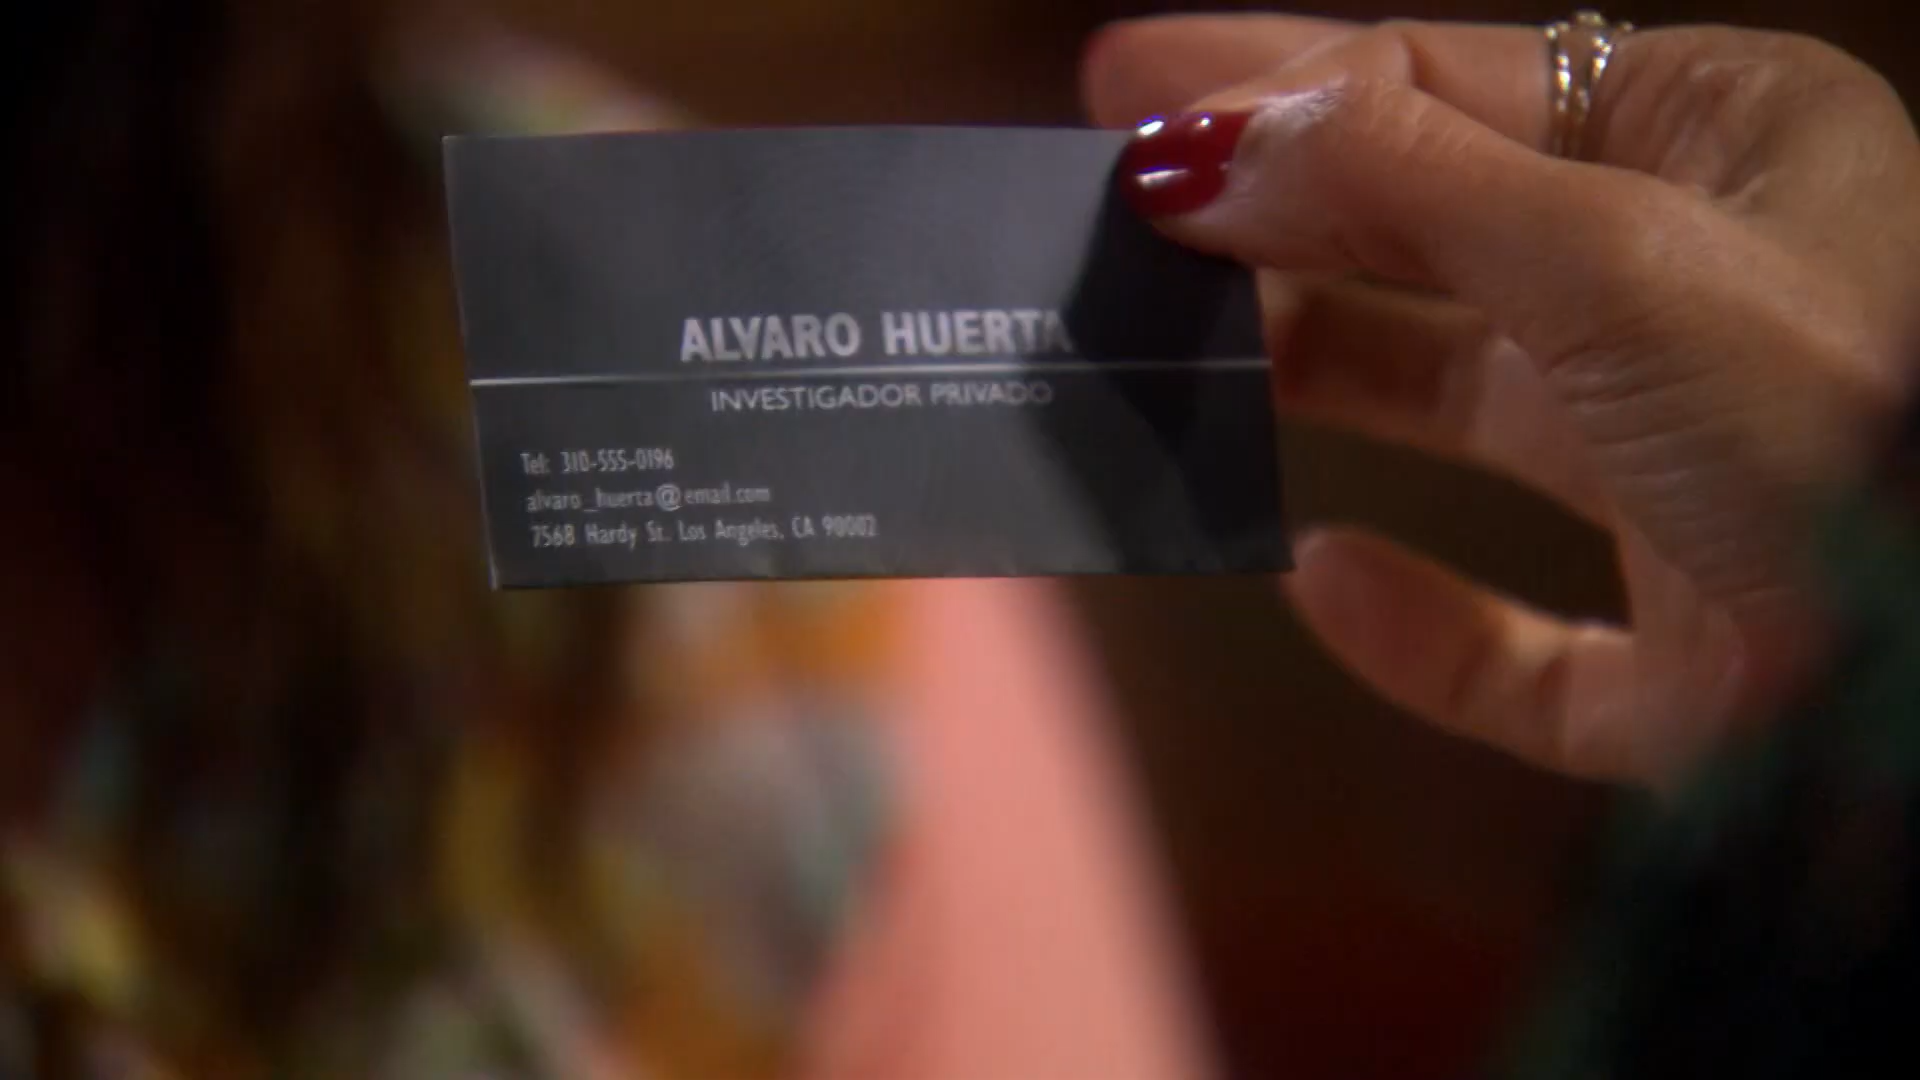 ALVARO HUERTA
INVESTIGADOR PRIVADO
Tel: 310-555-0196
alvaro_huerta@email.com
7568 Hardy St. Los Angeles, CA 90002